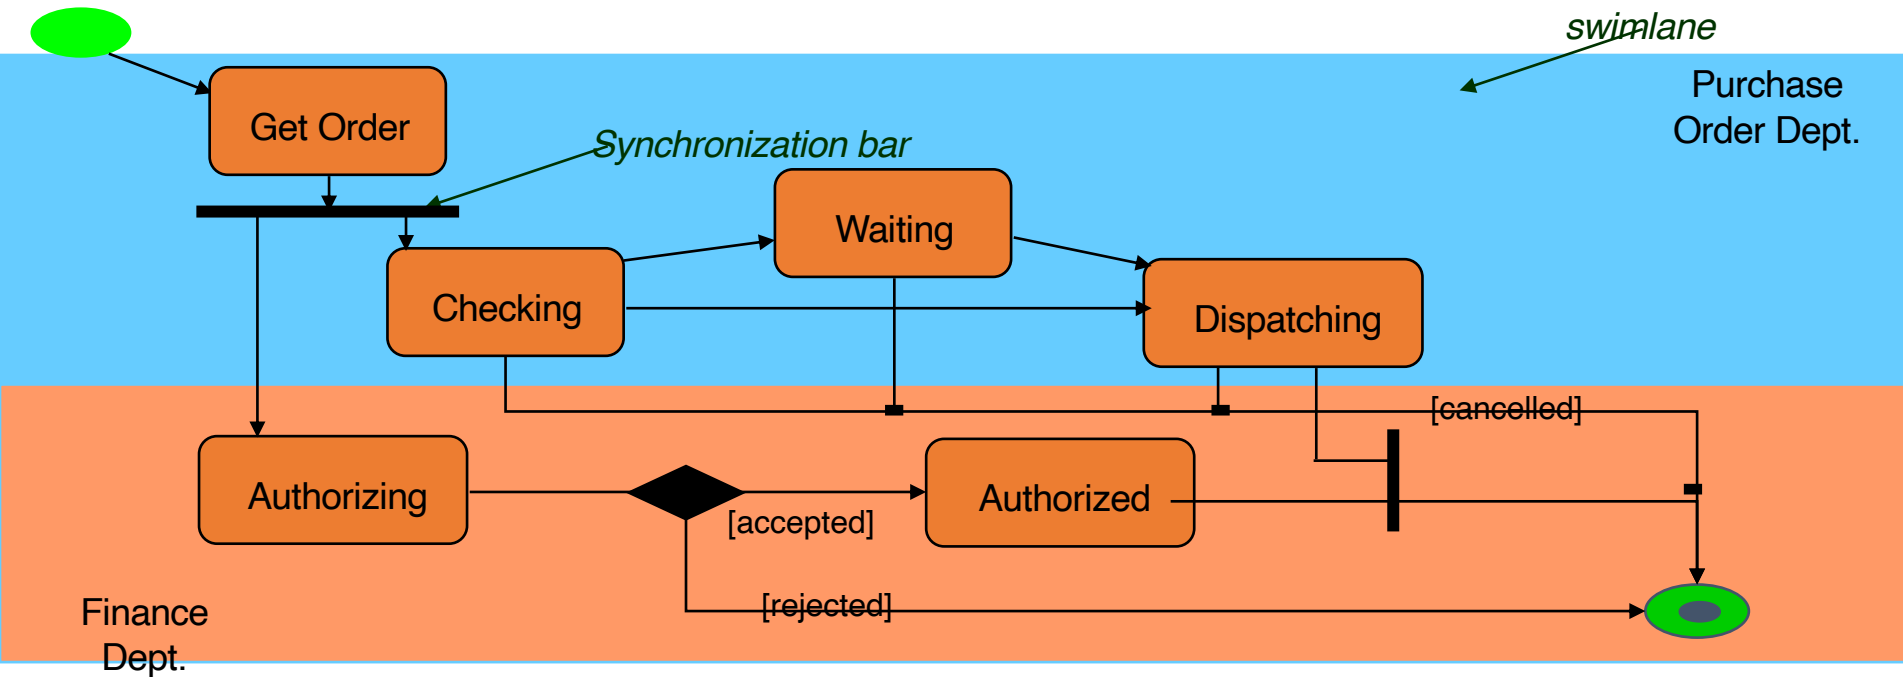 swimlane
Purchase
Order Dept.
Get Order
Synchronization bar
Waiting
Checking
Dispatching
[cancelled]
Authorizing
Authorized
[accepted]
[rejected]
Finance
Dept.